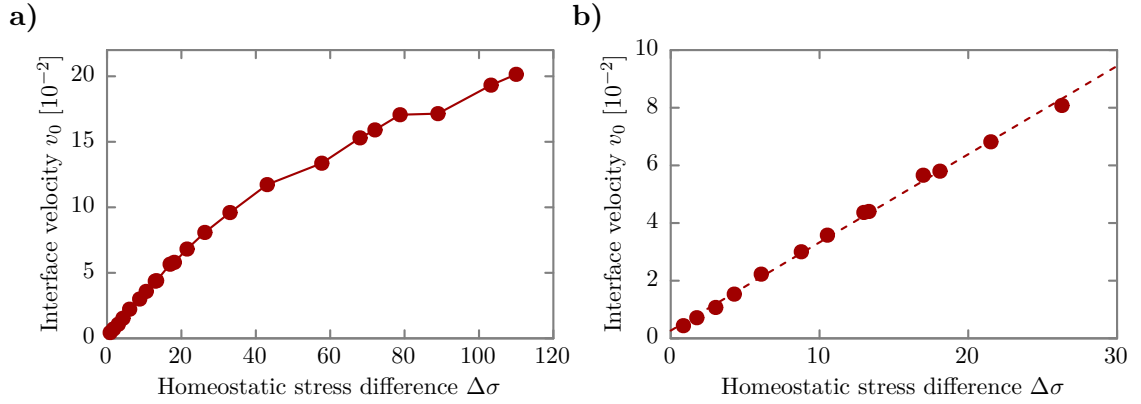 a)
Interface velocity v₀ [10⁻²]
20
15
10
5
0
0 20 40 60 80 100 120
Homeostatic stress difference Δσ
b)
Interface velocity v₀ [10⁻²]
10
8
6
4
2
0
0 10 20 30
Homeostatic stress difference Δσ